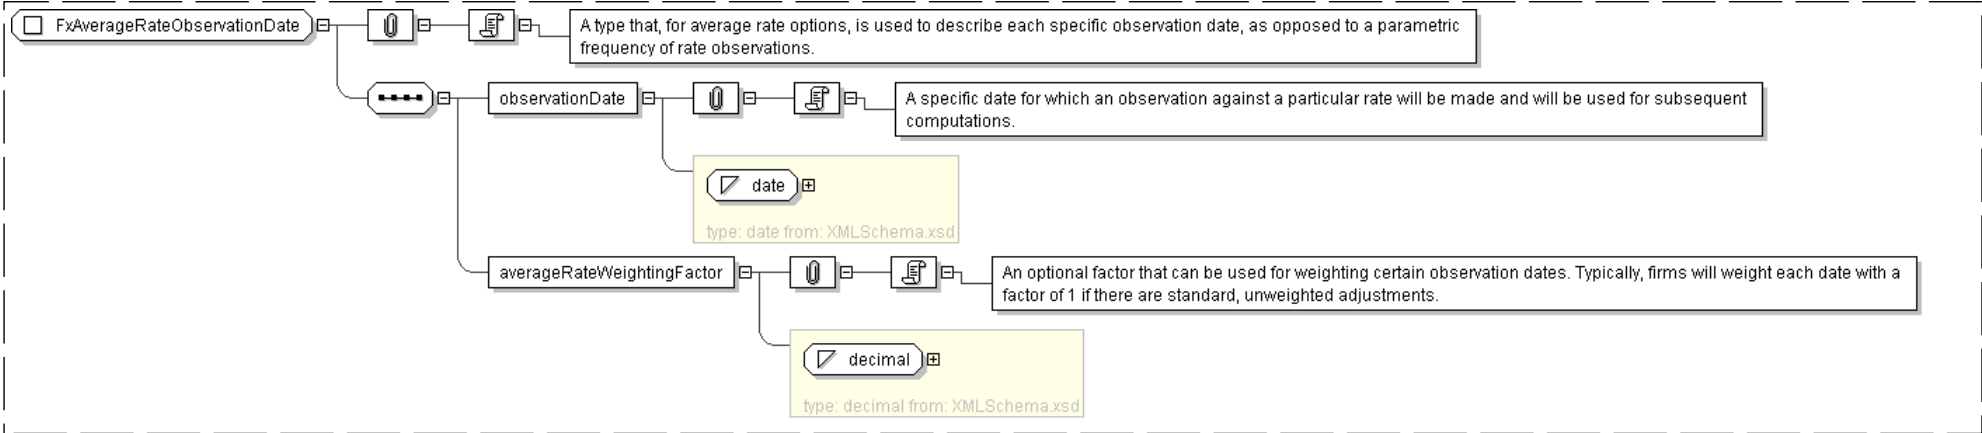 FxAverageRateObservationDate
A type that, for average rate options, is used to describe each specific observation date, as opposed to a parametric
frequency of rate observations.
observationDate
A specific date for which an observation against a particular rate will be made and will be used for subsequent
computations.
date
type: date from: XMLSchema.xsd
averageRateWeightingFactor
An optional factor that can be used for weighting certain observation dates. Typically, firms will weight each date with a
factor of 1 if there are standard, unweighted adjustments.
decimal
type: decimal from: XMLSchema.xsd